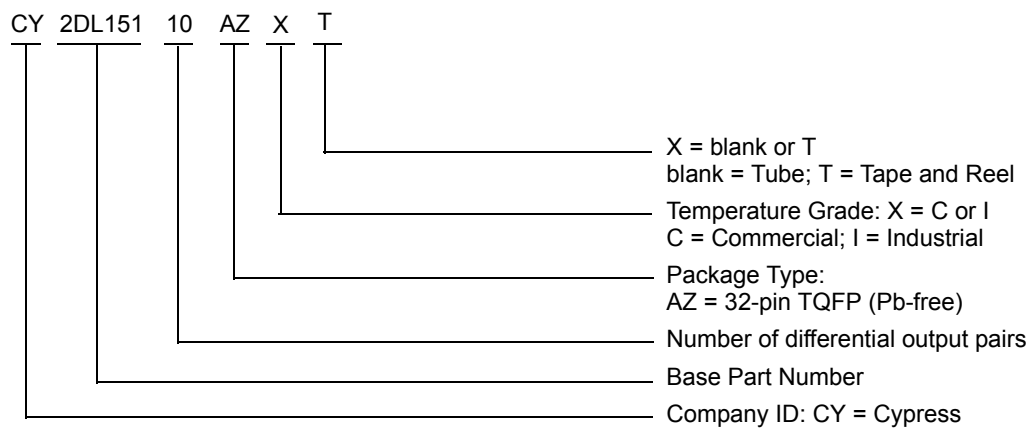 CY 2DL151 10 AZ X T
X = blank or T
blank = Tube; T = Tape and Reel
Temperature Grade: X = C or I
C = Commercial; I = Industrial
Package Type:
AZ = 32-pin TQFP (Pb-free)
Number of differential output pairs
Base Part Number
Company ID: CY = Cypress